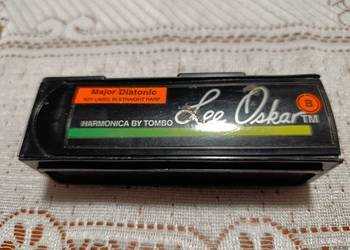 Major Diatonic
KEY LABEL IN STRAIGHT HARP
Lee Oskar TM
B
HARMONICA BY TOMBO